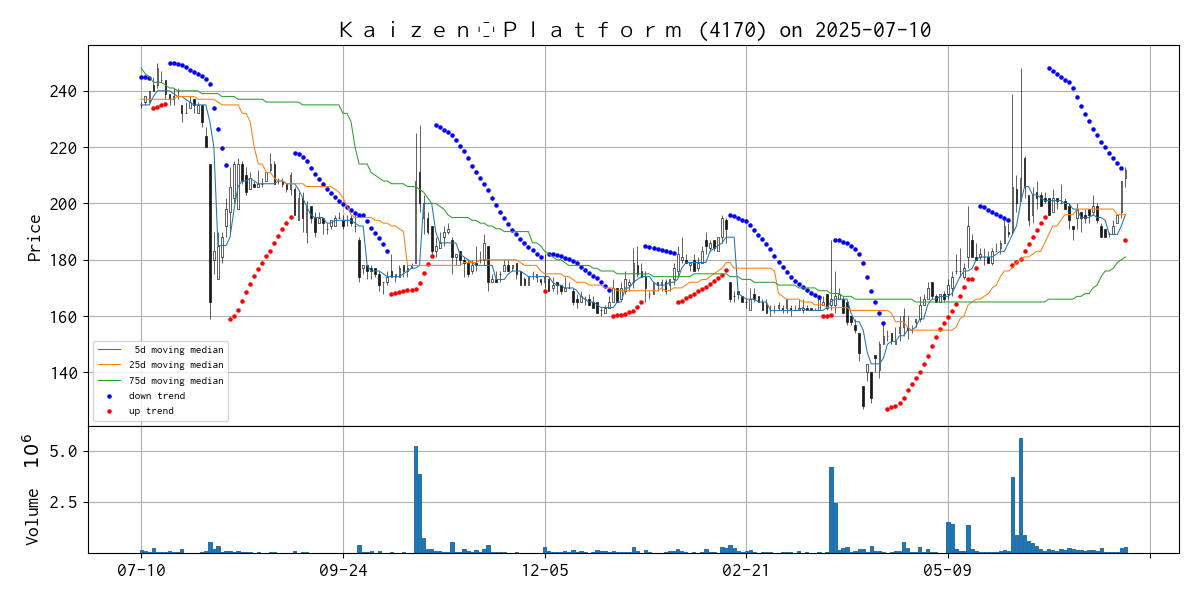 Ｋａｉｚｅｎ Ｐｌａｔｆｏｒｍ (4170) on 2025-07-10
240
220
200
180
160
140
Price
5d moving median
25d moving median
75d moving median
down trend
up trend
5.0
2.5
Volume 10^6
07-10
09-24
12-05
02-21
05-09